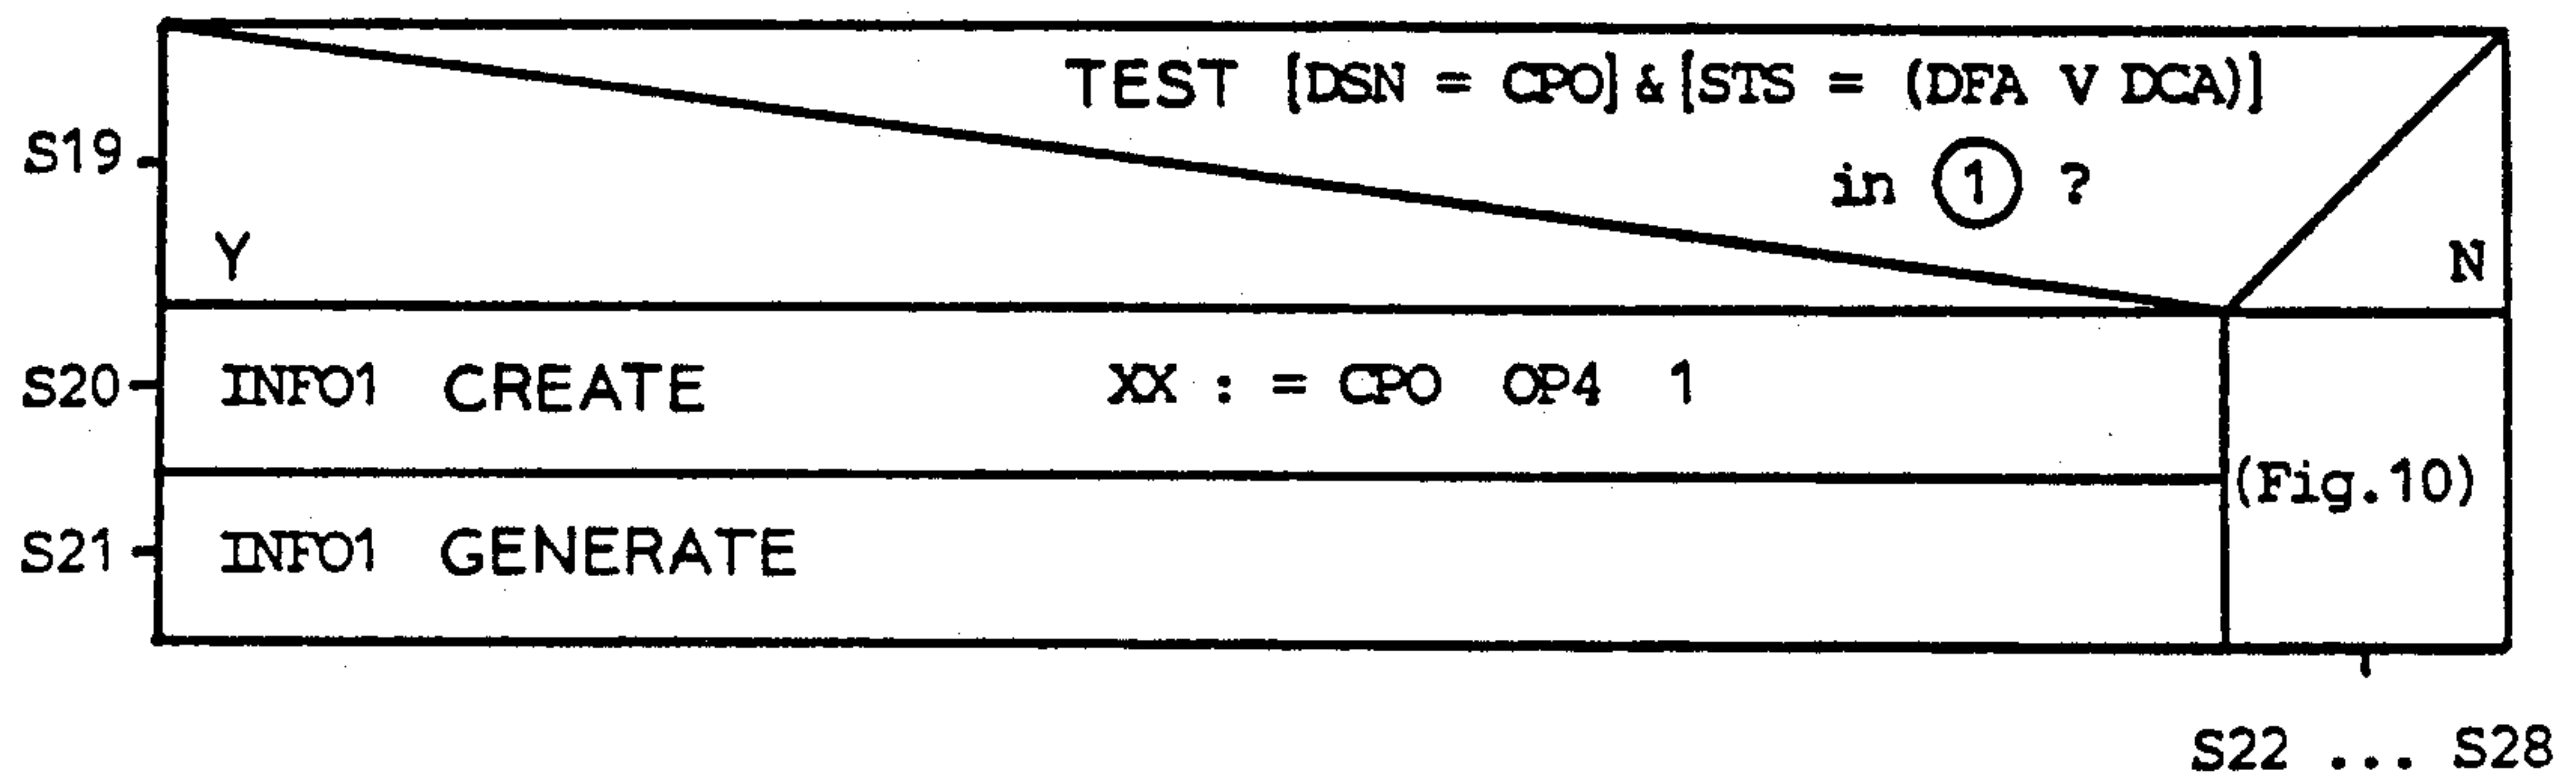 TEST [DSN = CPO] & [STS = (DFA V DCA)]
S19
in 1 ?
Y
N
S20 INFO1 CREATE XX := CPO OP4 1
(Fig.10)
S21 INFO1 GENERATE
S22 ... S28